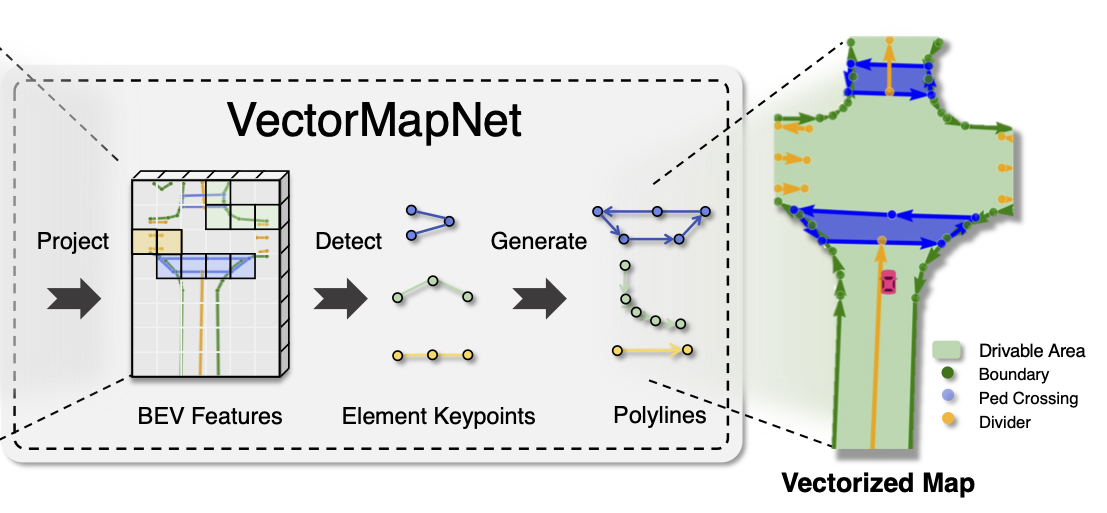 VectorMapNet
Project
Detect
Generate
BEV Features
Element Keypoints
Polylines
Drivable Area
Boundary
Ped Crossing
Divider
Vectorized Map